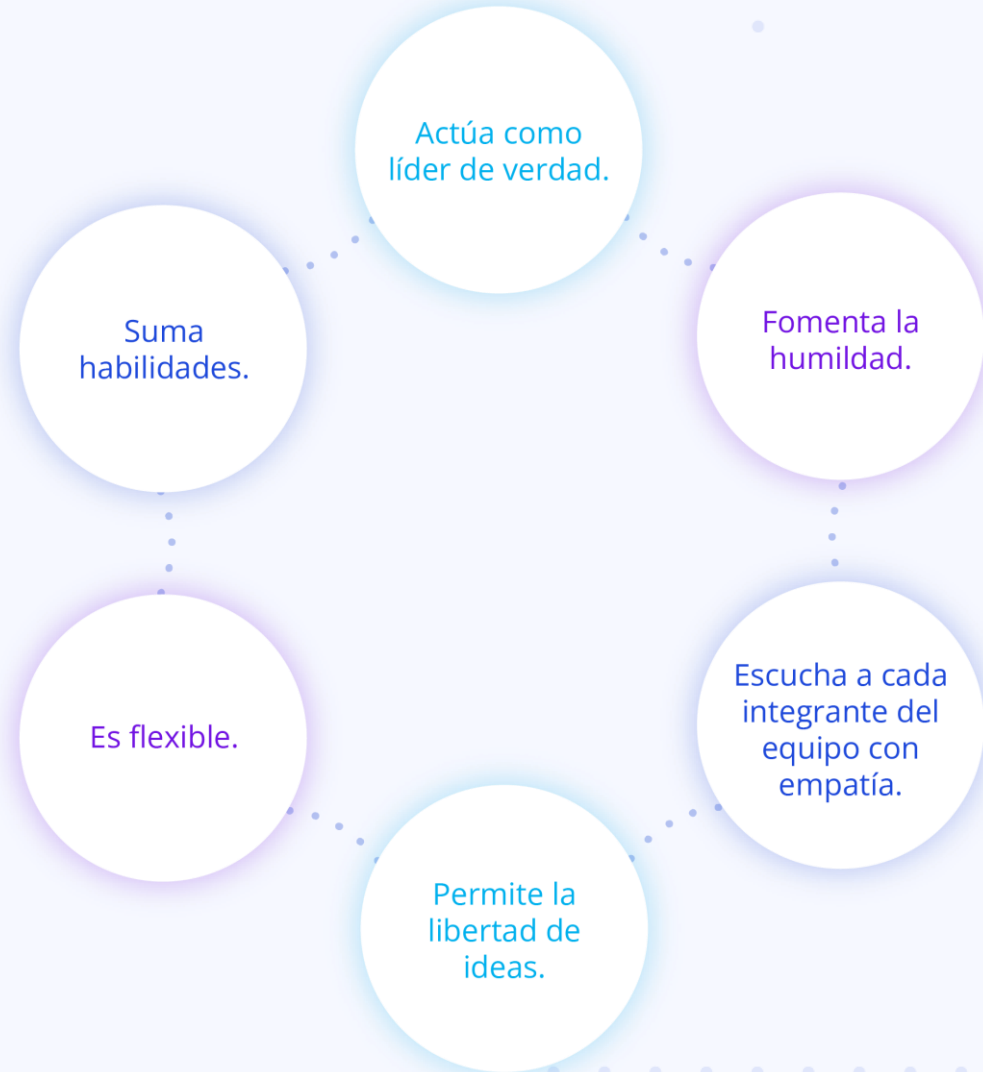 Actúa como
líder de verdad.
Fomenta la
humildad.
Escucha a cada
integrante del
equipo con
empatía.
Permite la
libertad de
ideas.
Es flexible.
Suma
habilidades.